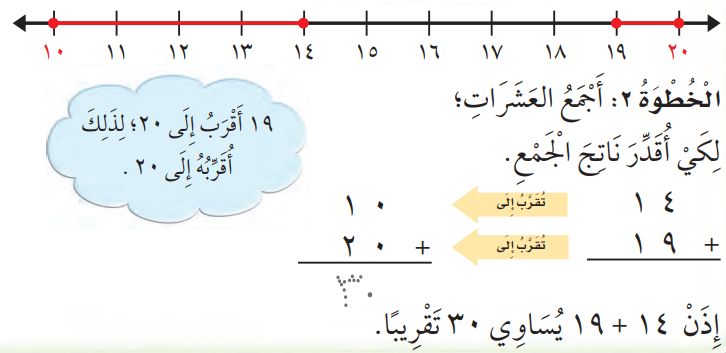 ١٠ ١١ ١٢ ١٣ ١٤ ١٥ ١٦ ١٧ ١٨ ١٩ ٢٠
الْخُطْوَةُ ٢: أَجْمَعُ العَشَرَاتِ؛
لِكَيْ أُقَدِّرَ نَاتِجَ الْجَمْعِ.
١٩ أَقْرَبُ إِلَى ٢٠؛ لِذَلِكَ
أُقَرِّبُهُ إِلَى ٢٠ .
١٤ تُقَرَّبُ إِلَى ١٠
+ ١٩ تُقَرَّبُ إِلَى + ٢٠
٣٠
إِذَنْ ١٤ + ١٩ يُسَاوِي ٣٠ تَقْرِيبًا.